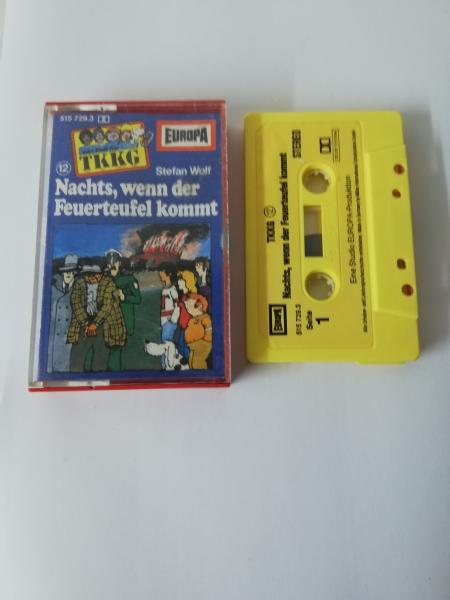 515 729.3
TKKG
EUROPA
12
Stefan Wolf
Nachts, wenn der
Feuerteufel kommt
TKKG 12
STEREO
Nachts, wenn der Feuerteufel kommt
EUROPA
515 729.3
Seite
1
Eine Studio EUROPA-Produktion